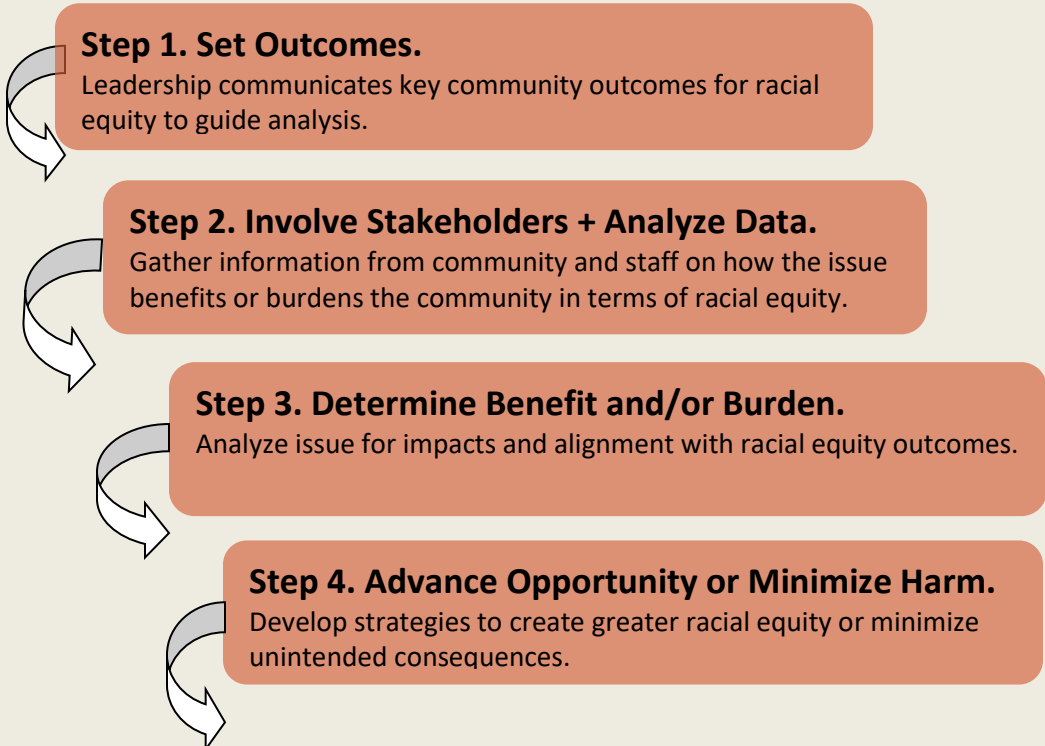 Step 1. Set Outcomes.
Leadership communicates key community outcomes for racial
equity to guide analysis.
Step 2. Involve Stakeholders + Analyze Data.
Gather information from community and staff on how the issue
benefits or burdens the community in terms of racial equity.
Step 3. Determine Benefit and/or Burden.
Analyze issue for impacts and alignment with racial equity outcomes.
Step 4. Advance Opportunity or Minimize Harm.
Develop strategies to create greater racial equity or minimize
unintended consequences.